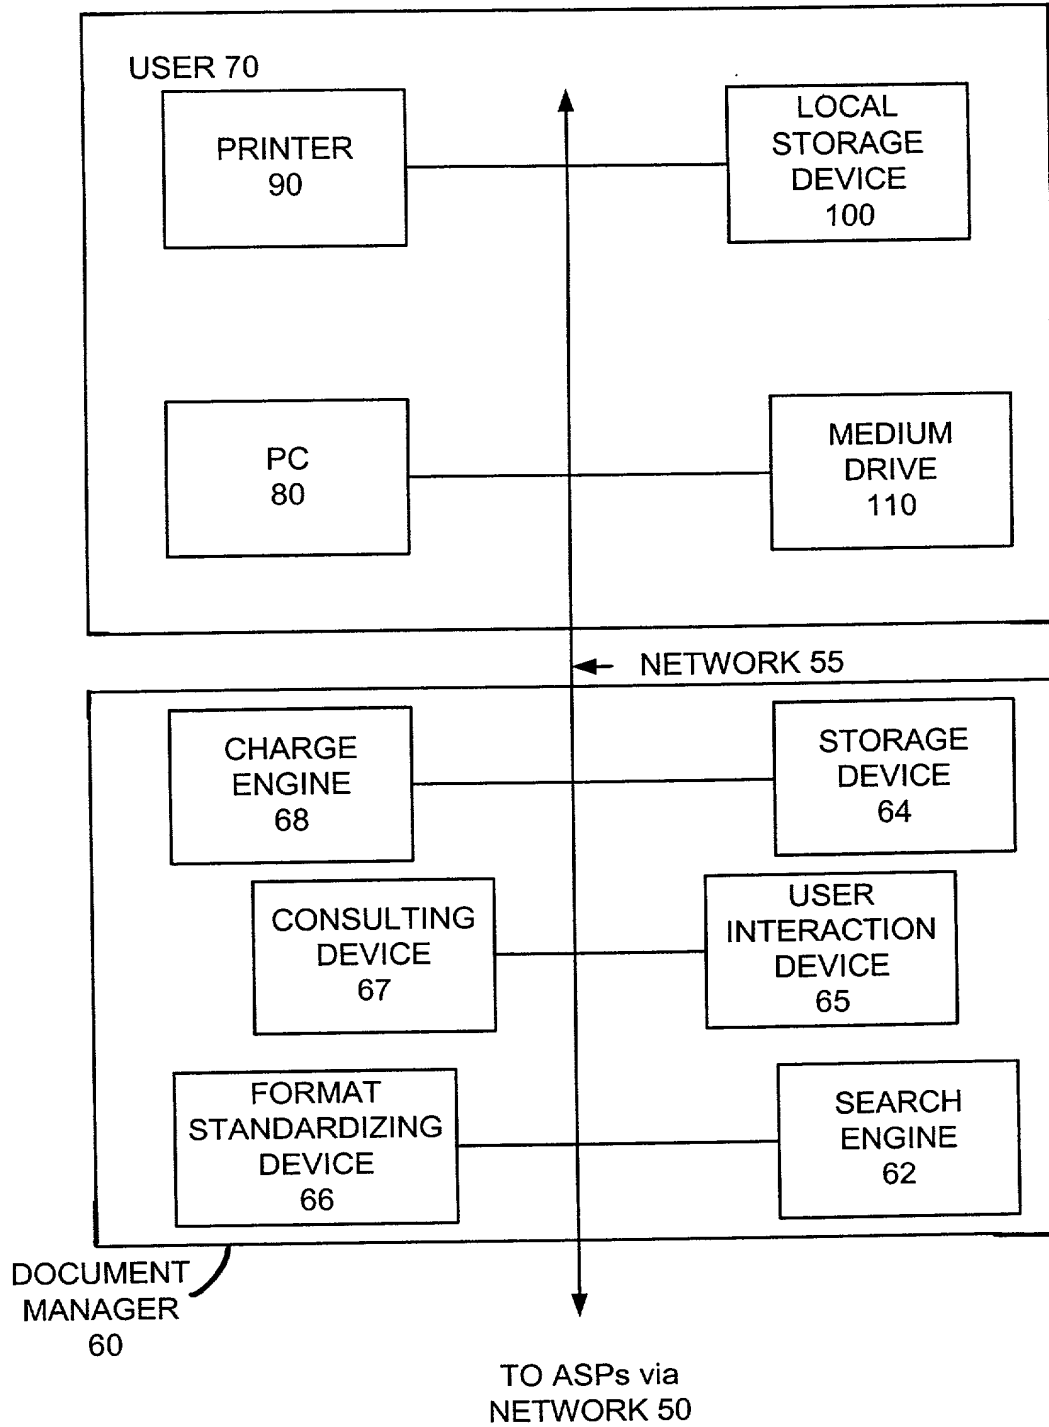 USER 70
PRINTER
90
LOCAL
STORAGE
DEVICE
100
PC
80
MEDIUM
DRIVE
110
NETWORK 55
CHARGE
ENGINE
68
STORAGE
DEVICE
64
CONSULTING
DEVICE
67
USER
INTERACTION
DEVICE
65
FORMAT
STANDARDIZING
DEVICE
66
SEARCH
ENGINE
62
DOCUMENT
MANAGER
60
TO ASPs via
NETWORK 50